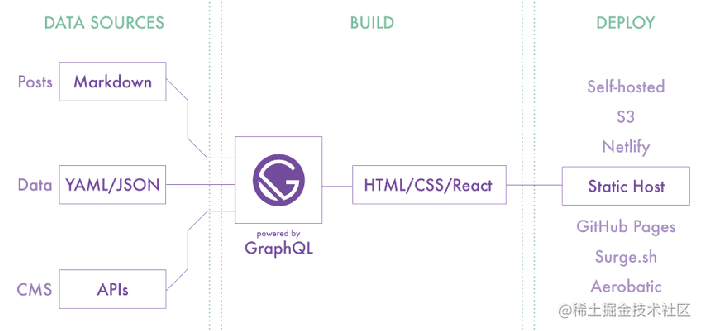 DATA SOURCES
BUILD
DEPLOY
Posts
Markdown
Data
YAML/JSON
CMS
APIs
powered by
GraphQL
HTML/CSS/React
Self-hosted
S3
Netlify
Static Host
GitHub Pages
Surge.sh
Aerobatic
@稀土掘金技术社区